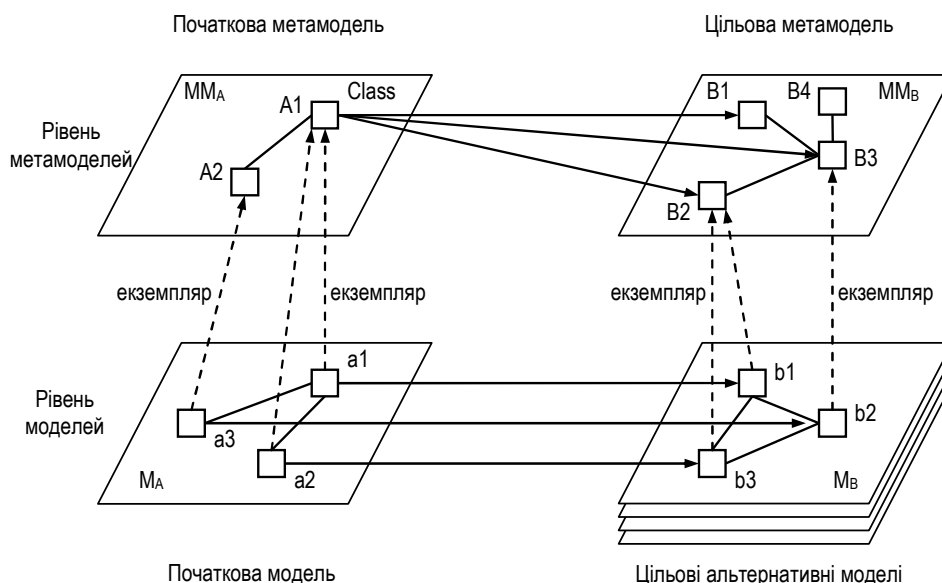 Початкова метамодель
Цільова метамодель
MMA
Class
A1
A2
B1
B4
MMB
B3
B2
Рівень
метамоделей
екземпляр
екземпляр
екземпляр
екземпляр
Рівень
моделей
a1
a3
a2
MA
b1
b2
b3
MB
Початкова модель
Цільові альтернативні моделі